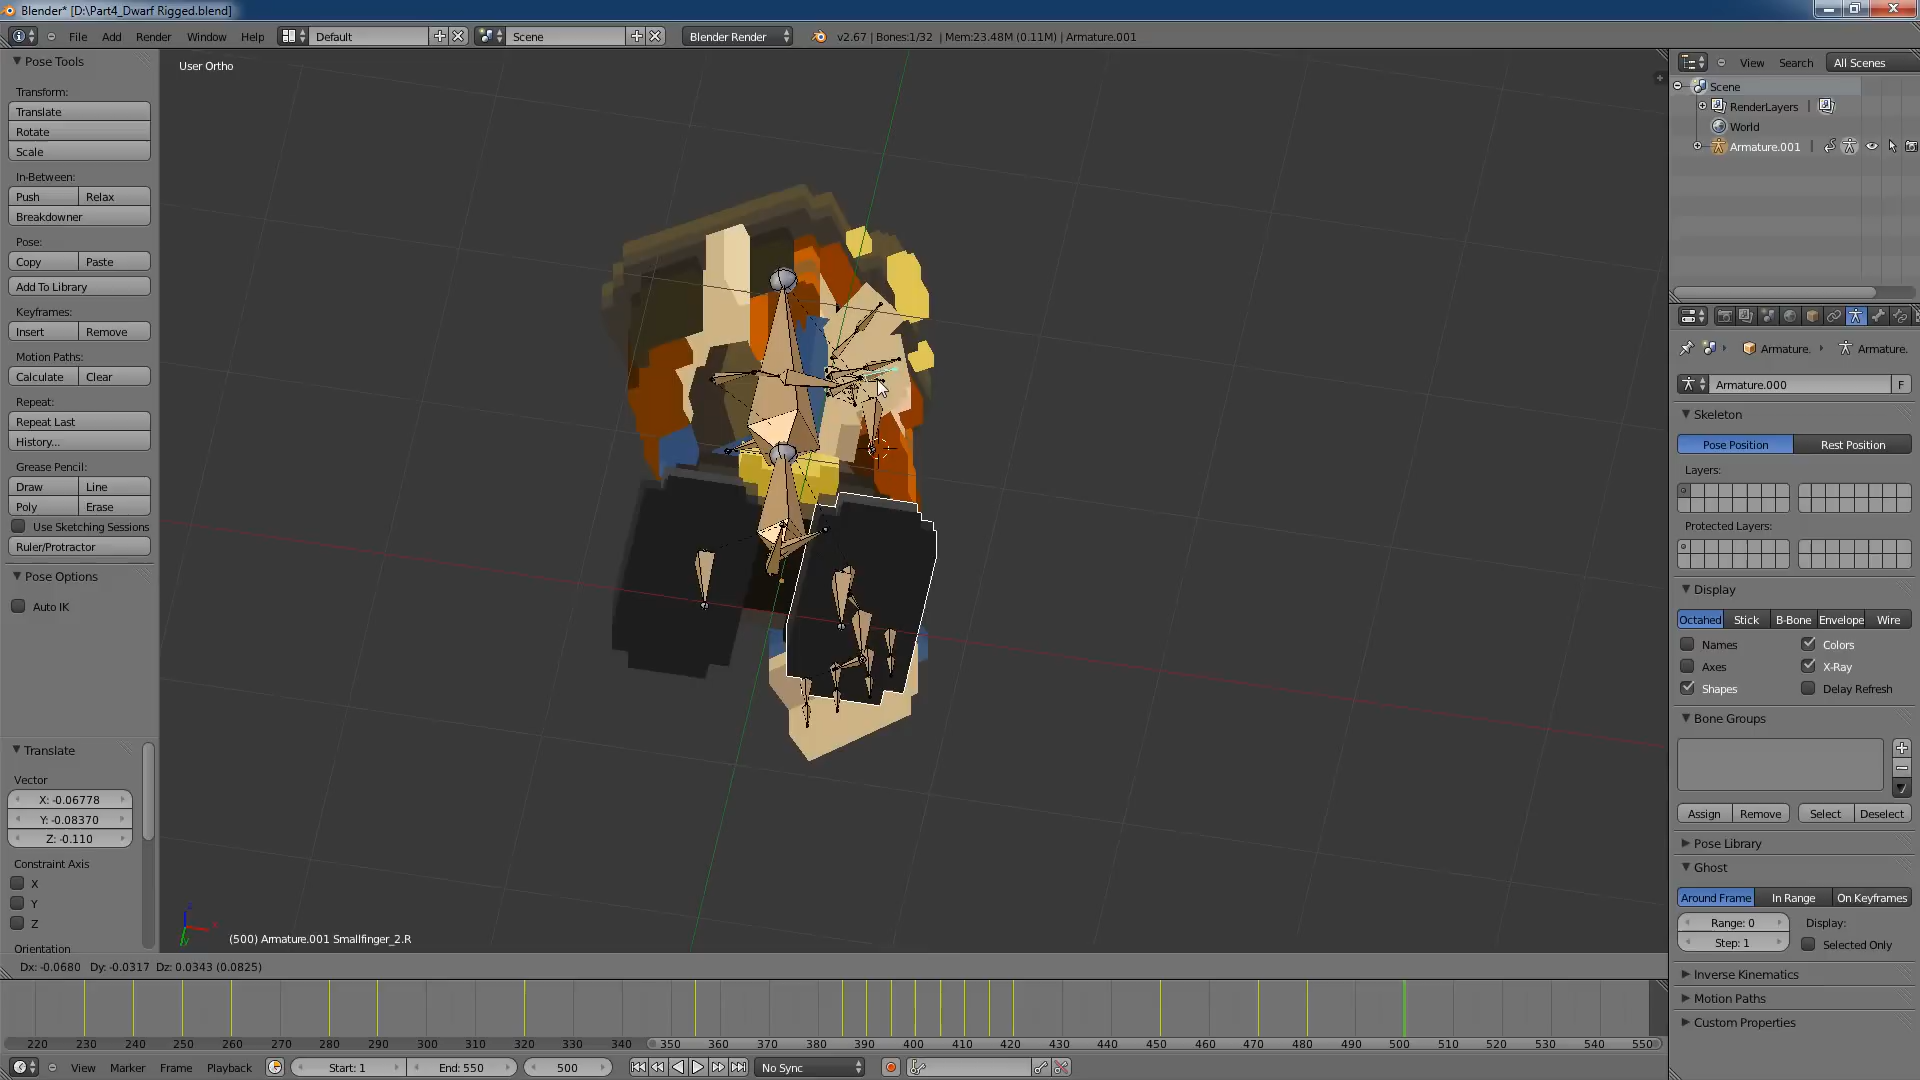 Blender* [D:\Part4_Dwarf Rigged.blend]
File Add Render Window Help Default Scene Blender Render v2.67 | Bones:1/32 | Mem:23.48M (0.11M) | Armature.001
Pose Tools
Transform:
Translate
Rotate
Scale
In-Between:
Push Relax
Breakdowner
Pose:
Copy Paste
Add To Library
Keyframes:
Insert Remove
Motion Paths:
Calculate Clear
Repeat:
Repeat Last
History...
Grease Pencil:
Draw Line
Poly Erase
Use Sketching Sessions
Ruler/Protractor
Pose Options
Auto IK
Translate
Vector
X: -0.06778
Y: -0.08370
Z: -0.110
Constraint Axis
X
Y
Z
Orientation
User Ortho
(500) Armature.001 Smallfinger_2.R
Dx: -0.0680 Dy: -0.0317 Dz: 0.0343 (0.0825)
View Search All Scenes
Scene
RenderLayers
World
Armature.001
Armature. Armature.
Armature.000 F
Skeleton
Pose Position Rest Position
Layers:
Protected Layers:
Display
Octahed Stick B-Bone Envelope Wire
Names Colors
Axes X-Ray
Shapes Delay Refresh
Bone Groups
Assign Remove Select Deselect
Pose Library
Ghost
Around Frame In Range On Keyframes
Range: 0 Display:
Step: 1 Selected Only
Inverse Kinematics
Motion Paths
Custom Properties
220 230 240 250 260 270 280 290 300 310 320 330 340 350 360 370 380 390 400 410 420 430 440 450 460 470 480 490 500 510 520 530 540 550
View Marker Frame Playback Start: 1 End: 550 500 No Sync